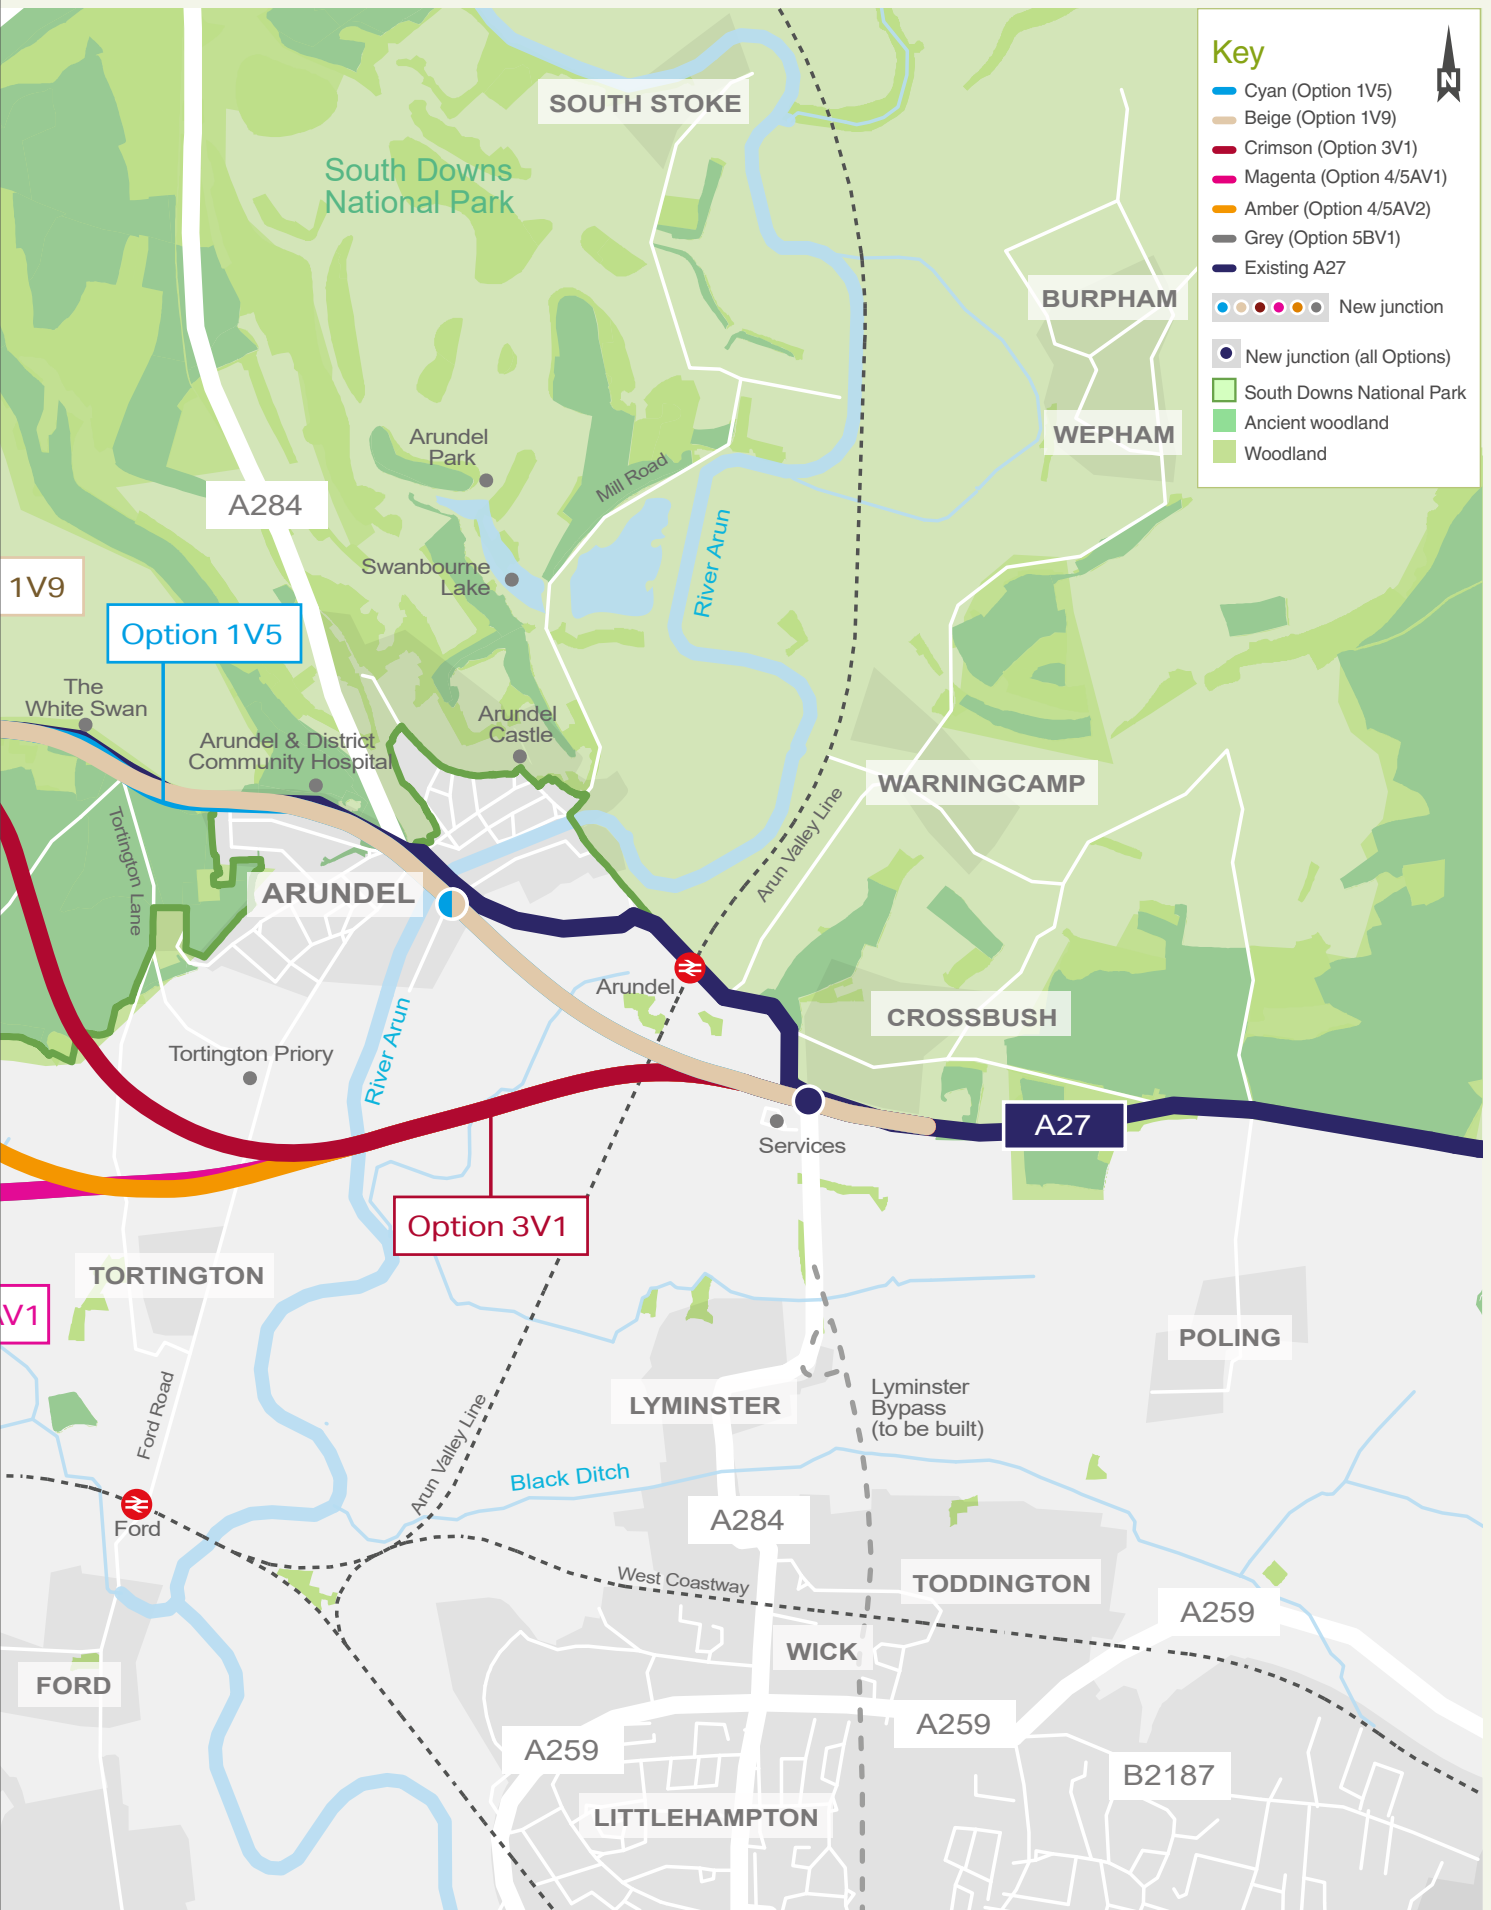 Key
N
Cyan (Option 1V5)
Beige (Option 1V9)
Crimson (Option 3V1)
Magenta (Option 4/5AV1)
Amber (Option 4/5AV2)
Grey (Option 5BV1)
Existing A27
New junction
New junction (all Options)
South Downs National Park
Ancient woodland
Woodland
SOUTH STOKE
South Downs
National Park
BURPHAM
WEPHAM
Arundel
Park
Mill Road
A284
River Arun
Swanbourne
Lake
1V9
Option 1V5
The
White Swan
Arundel
Castle
Arundel & District
Community Hospital
WARNINGCAMP
Arun Valley Line
Tortington Lane
ARUNDEL
Arundel
CROSSBUSH
River Arun
Tortington Priory
A27
Services
Option 3V1
TORTINGTON
AV1
POLING
LYMINSTER
Lyminster
Bypass
(to be built)
Ford Road
Arun Valley Line
Black Ditch
A284
Ford
West Coastway
TODDINGTON
A259
WICK
FORD
A259
A259
B2187
LITTLEHAMPTON